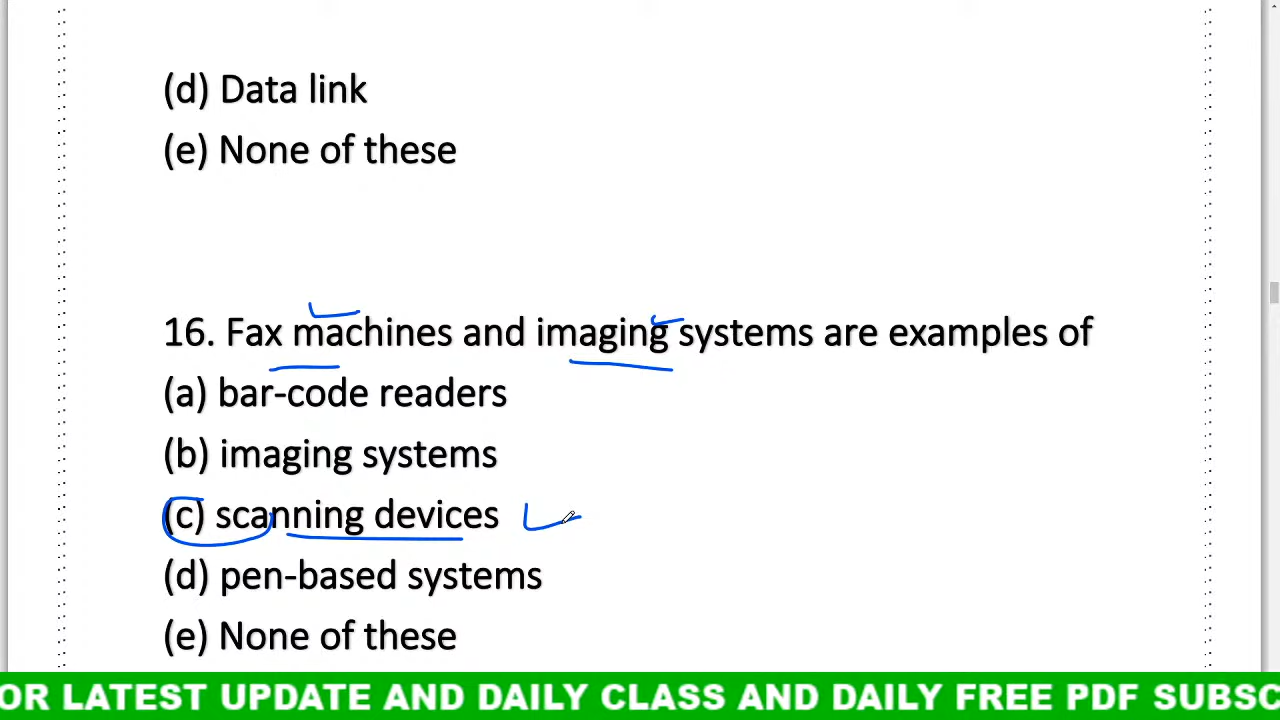 (d) Data link
(e) None of these
16. Fax machines and imaging systems are examples of
(a) bar-code readers
(b) imaging systems
(c) scanning devices
(d) pen-based systems
(e) None of these
OR LATEST UPDATE AND DAILY CLASS AND DAILY FREE PDF SUBSC